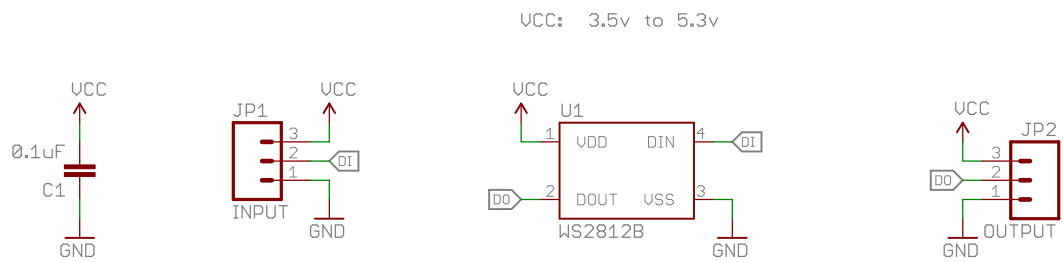 VCC: 3.5v to 5.3v
VCC
0.1uF
C1
GND
JP1
VCC
3
2
DI
1
INPUT
GND
VCC
U1
1
VDD
DIN
4
DI
DO
2
DOUT
VSS
3
WS2812B
GND
VCC
JP2
3
DO
2
1
OUTPUT
GND